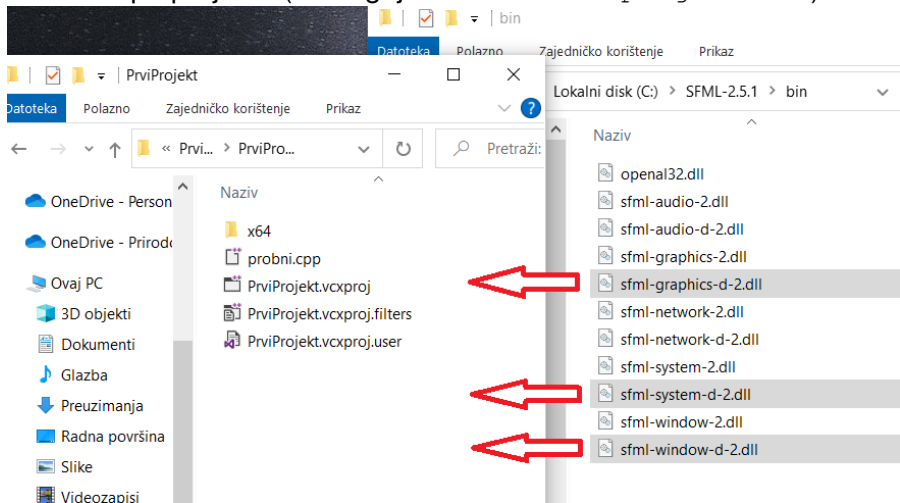 bin
Datoteka Polazno Zajedničko korištenje Prikaz
Lokalni disk (C:) > SFML-2.5.1 > bin
Naziv
openal32.dll
sfml-audio-2.dll
sfml-audio-d-2.dll
sfml-graphics-2.dll
sfml-graphics-d-2.dll
sfml-network-2.dll
sfml-network-d-2.dll
sfml-system-2.dll
sfml-system-d-2.dll
sfml-window-2.dll
sfml-window-d-2.dll
PrviProjekt
Datoteka Polazno Zajedničko korištenje Prikaz
« Prvi... > PrviPro...
Pretraži:
OneDrive - Person
OneDrive - Prirodo
Ovaj PC
3D objekti
Dokumenti
Glazba
Preuzimanja
Radna površina
Slike
Videozapisi
Naziv
x64
probni.cpp
PrviProjekt.vcxproj
PrviProjekt.vcxproj.filters
PrviProjekt.vcxproj.user